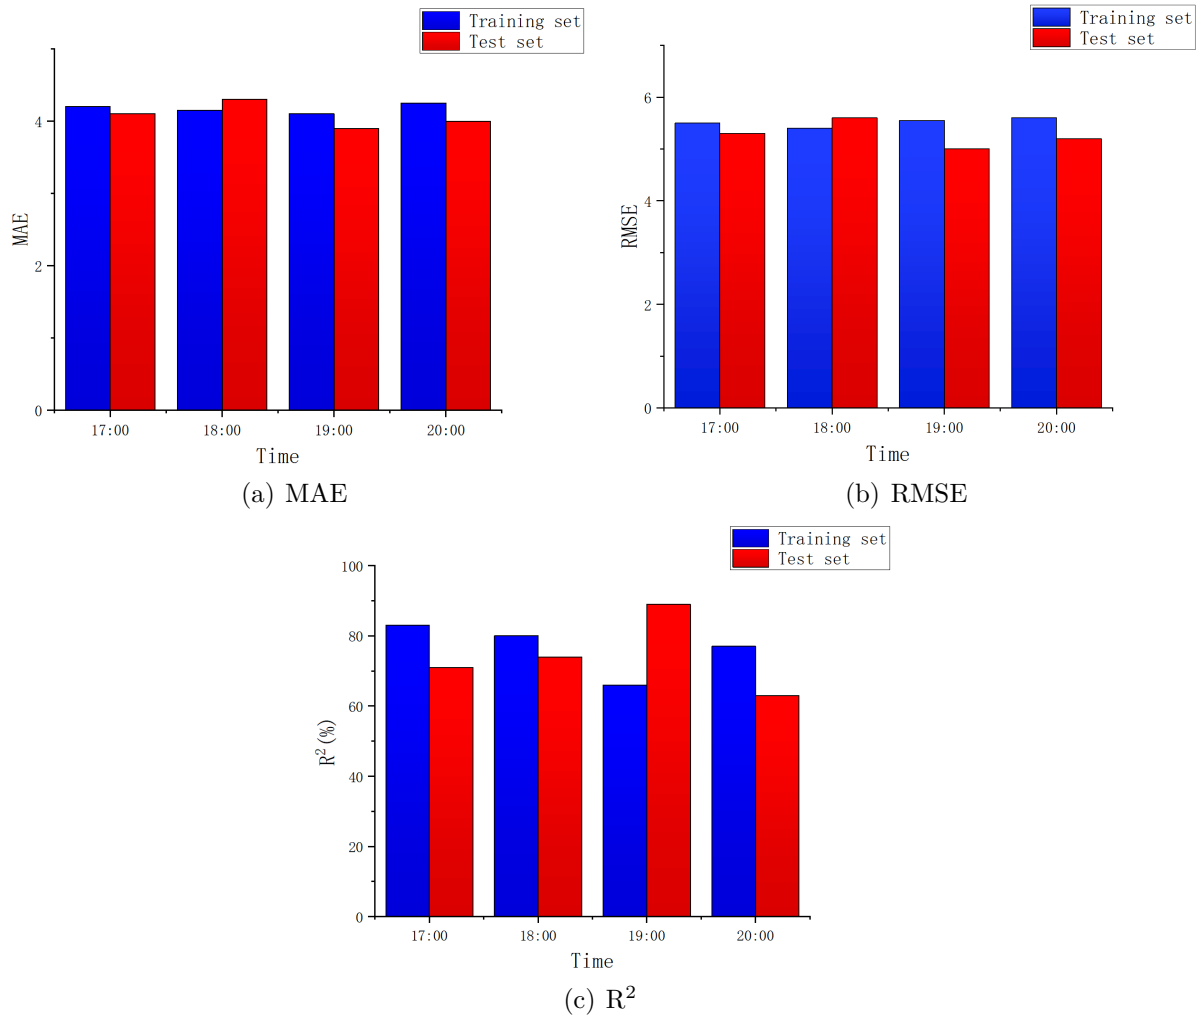 Training set
Test set
MAE
4
2
0
17:00 18:00 19:00 20:00
Time
(a) MAE
Training set
Test set
RMSE
6
4
2
0
17:00 18:00 19:00 20:00
Time
(b) RMSE
Training set
Test set
R²(%)
100
80
60
40
20
0
17:00 18:00 19:00 20:00
Time
(c) R²